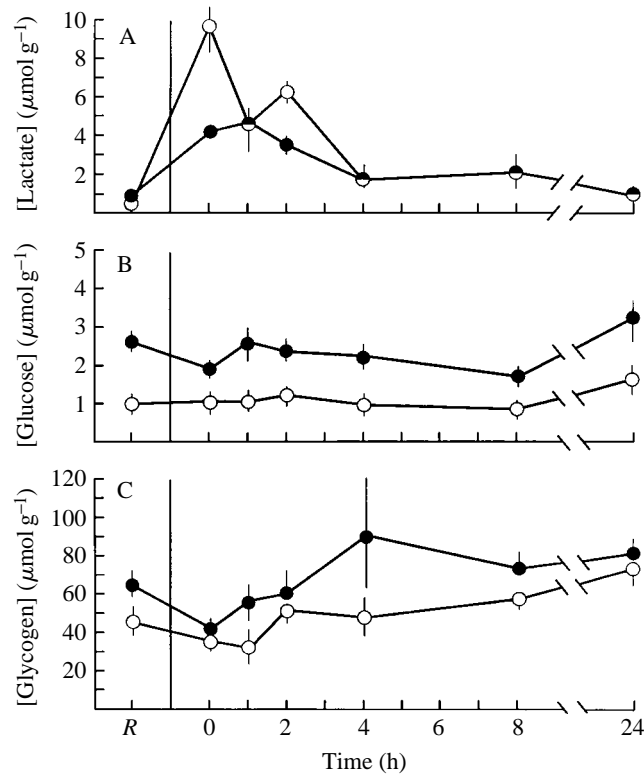 A
[Lactate] (μmol g⁻¹)
10
8
6
4
2
B
[Glucose] (μmol g⁻¹)
5
4
3
2
1
C
[Glycogen] (μmol g⁻¹)
120
100
80
60
40
20
R 0 2 4 6 8 24
Time (h)